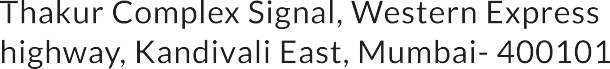 Thakur Complex Signal, Western Express
highway, Kandivali East, Mumbai- 400101